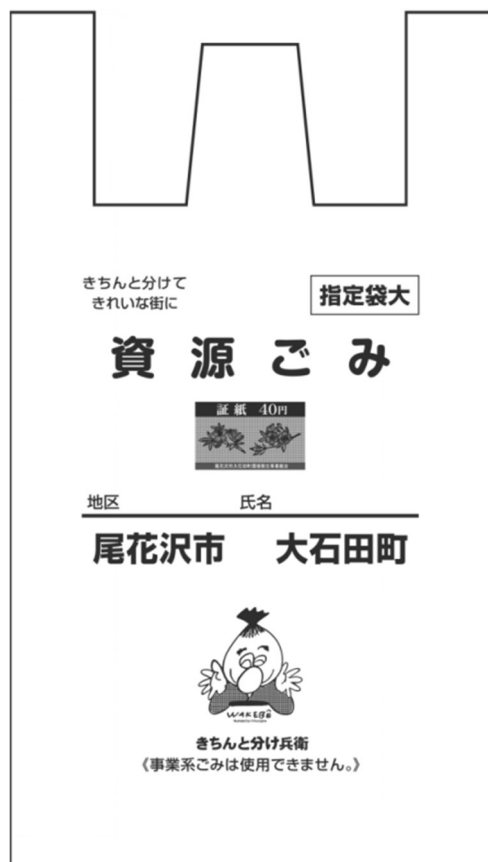 きちんと分けて
きれいな街に
指定袋大
資源ごみ
証紙 40円
地区 氏名
尾花沢市 大石田町
WAKEBÉ
きちんと分け兵衛
《事業系ごみは使用できません。》